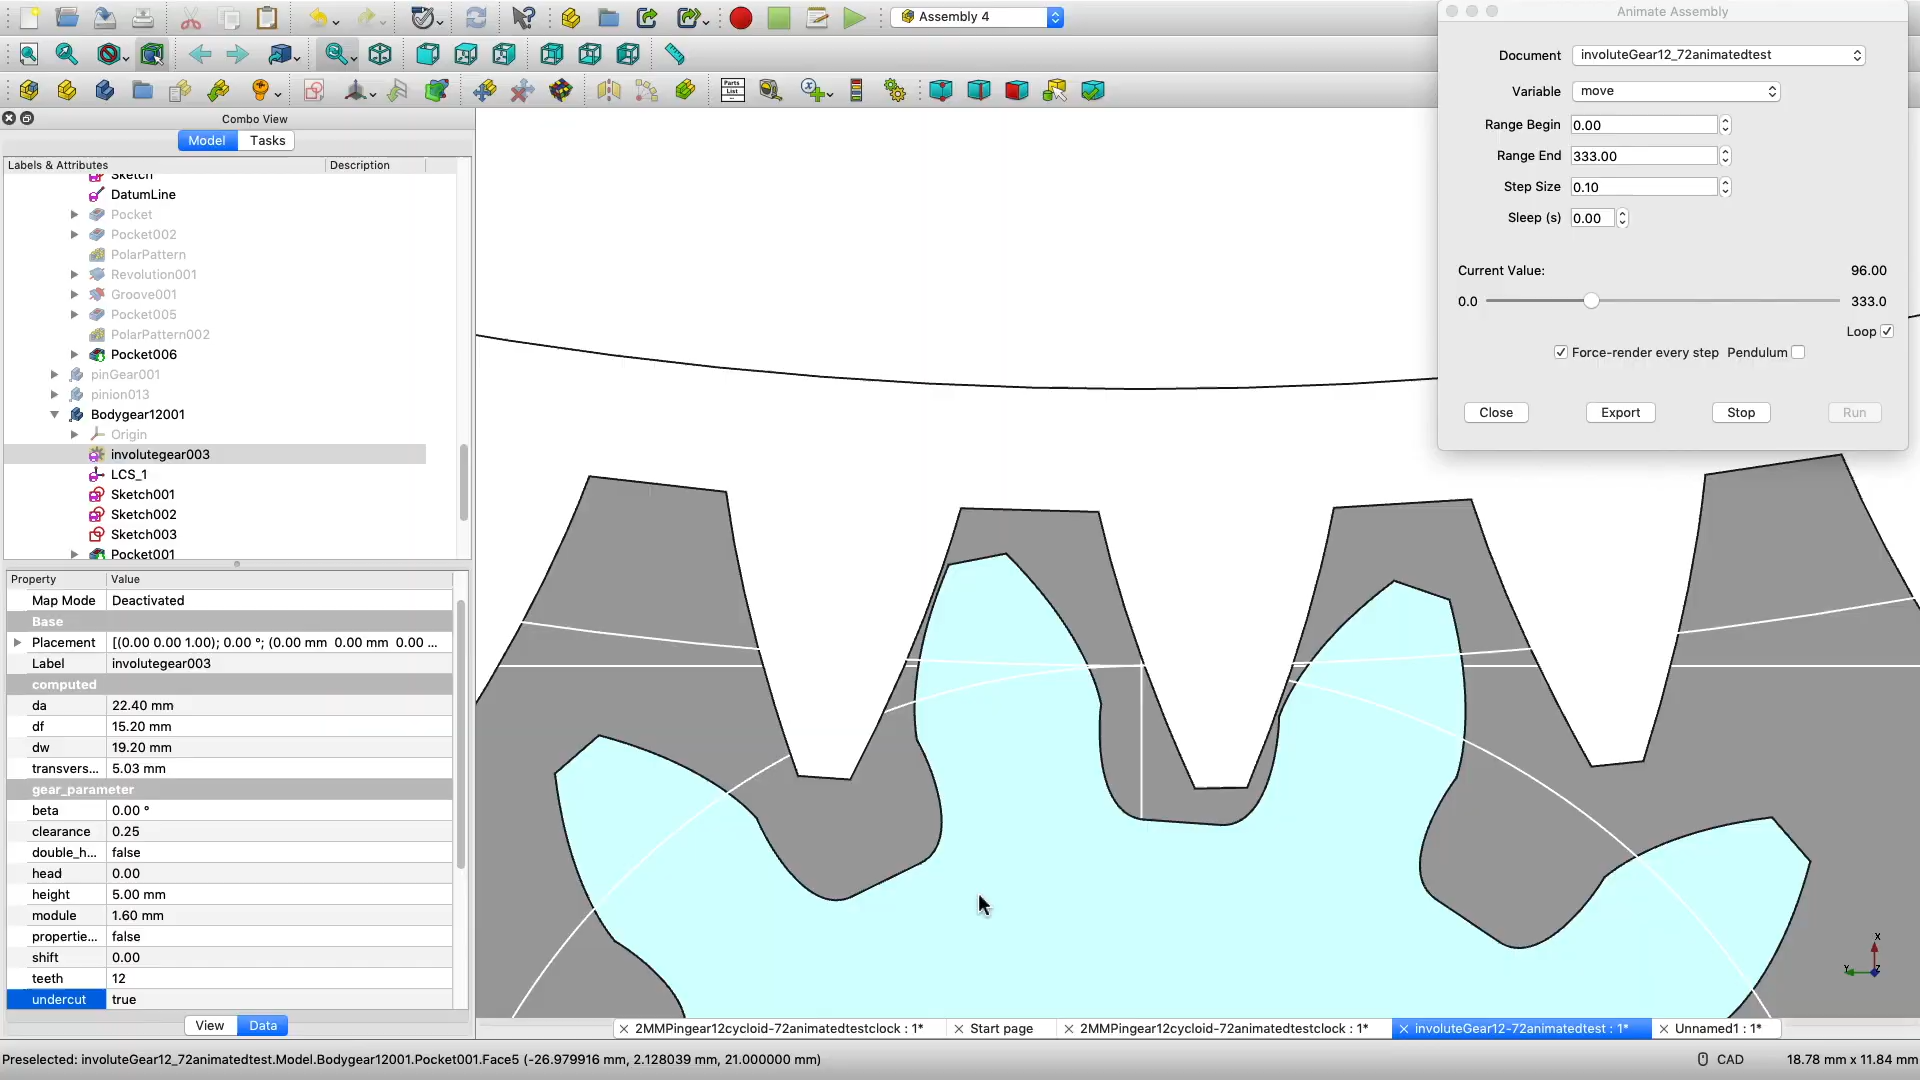 Assembly 4
Animate Assembly
Document involuteGear12_72animatedtest
Variable move
Range Begin 0.00
Range End 333.00
Step Size 0.10
Sleep (s) 0.00
Current Value: 96.00
0.0 333.0
Loop
Force-render every step Pendulum
Close Export Stop Run
Parts
List
Combo View
Model Tasks
Labels & Attributes Description
Sketch
DatumLine
Pocket
Pocket002
PolarPattern
Revolution001
Groove001
Pocket005
PolarPattern002
Pocket006
pinGear001
pinion013
Bodygear12001
Origin
involutegear003
LCS_1
Sketch001
Sketch002
Sketch003
Pocket001
Property Value
Map Mode Deactivated
Base
Placement [(0.00 0.00 1.00); 0.00 °; (0.00 mm 0.00 mm 0.00 ...
Label involutegear003
computed
da 22.40 mm
df 15.20 mm
dw 19.20 mm
transvers... 5.03 mm
gear_parameter
beta 0.00 °
clearance 0.25
double_h... false
head 0.00
height 5.00 mm
module 1.60 mm
propertie... false
shift 0.00
teeth 12
undercut true
View Data
X
Y
Z
2MMPingear12cycloid-72animatedtestclock : 1* Start page 2MMPingear12cycloid-72animatedtestclock : 1* involuteGear12-72animatedtest : 1* Unnamed1 : 1*
Preselected: involuteGear12_72animatedtest.Model.Bodygear12001.Pocket001.Face5 (-26.979916 mm, 2.128039 mm, 21.000000 mm) CAD 18.78 mm x 11.84 mm